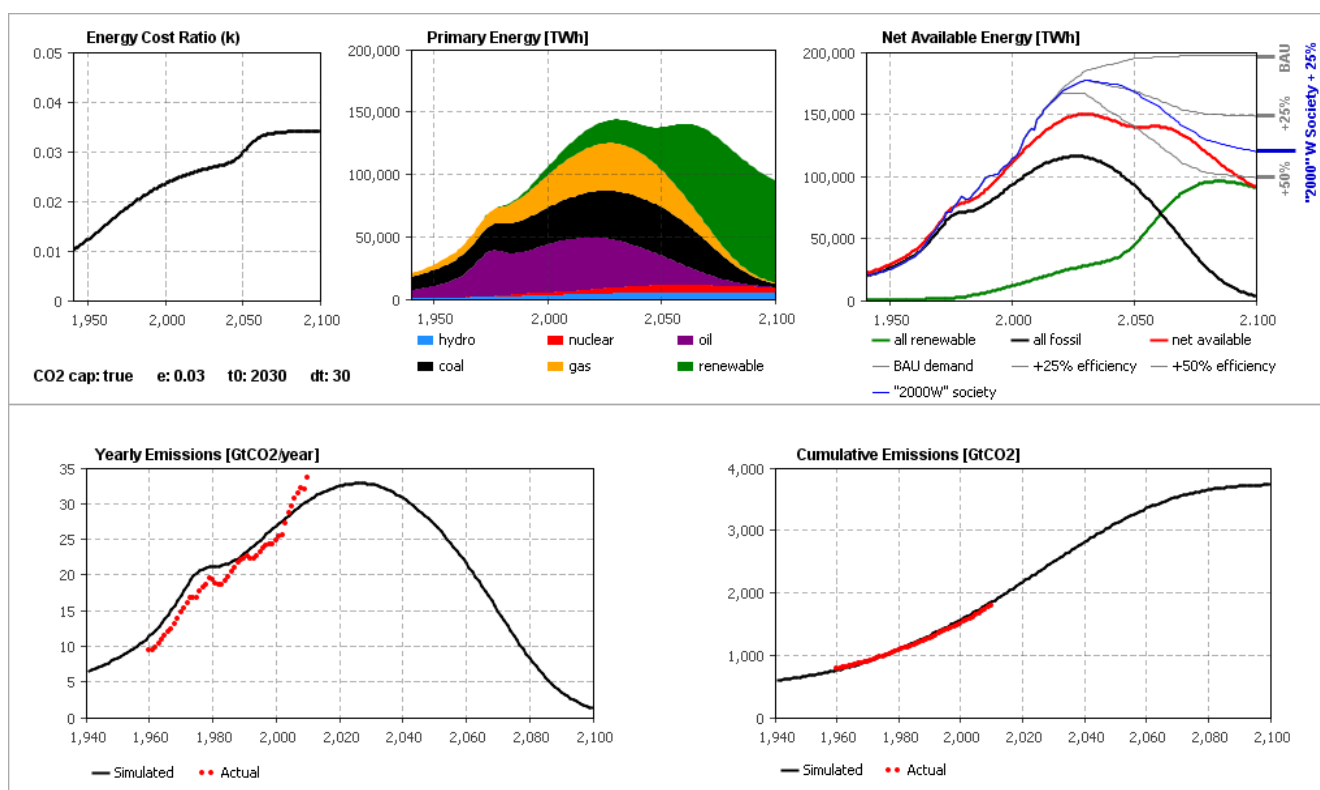 Energy Cost Ratio (k)
0.05
0.04
0.03
0.02
0.01
0
1,950
2,000
2,050
2,100
CO2 cap: true e: 0.03 t0: 2030 dt: 30
Primary Energy [TWh]
200,000
150,000
100,000
50,000
0
1,950
2,000
2,050
2,100
hydro nuclear oil
coal gas renewable
Net Available Energy [TWh]
200,000
150,000
100,000
50,000
0
1,950
2.000
2.050
2,100
BAU
+25%
+50%
"2000"W Society + 25%
all renewable all fossil net available
BAU demand +25% efficiency +50% efficiency
"2000W" society
Yearly Emissions [GtCO2/year]
35
30
25
20
15
10
5
0
1,940 1,960 1,980 2,000 2,020 2,040 2,060 2,080 2,100
Simulated Actual
Cumulative Emissions [GtCO2]
4,000
3,000
2,000
1,000
0
1,940 1,960 1,980 2,000 2,020 2,040 2,060 2,080 2,100
Simulated Actual